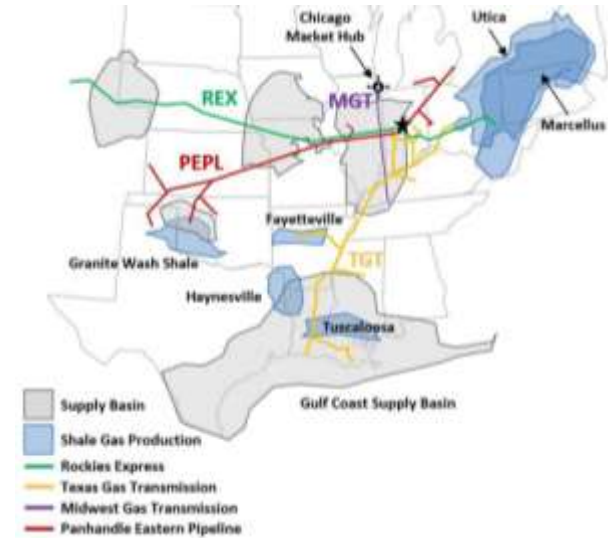 Chicago
Market Hub
Utica
REX
MGT
Marcellus
PEPL
Fayetteville
Granite Wash Shale
TGT
Haynesville
Tuscaloosa
Gulf Coast Supply Basin
Supply Basin
Shale Gas Production
Rockies Express
Texas Gas Transmission
Midwest Gas Transmission
Panhandle Eastern Pipeline